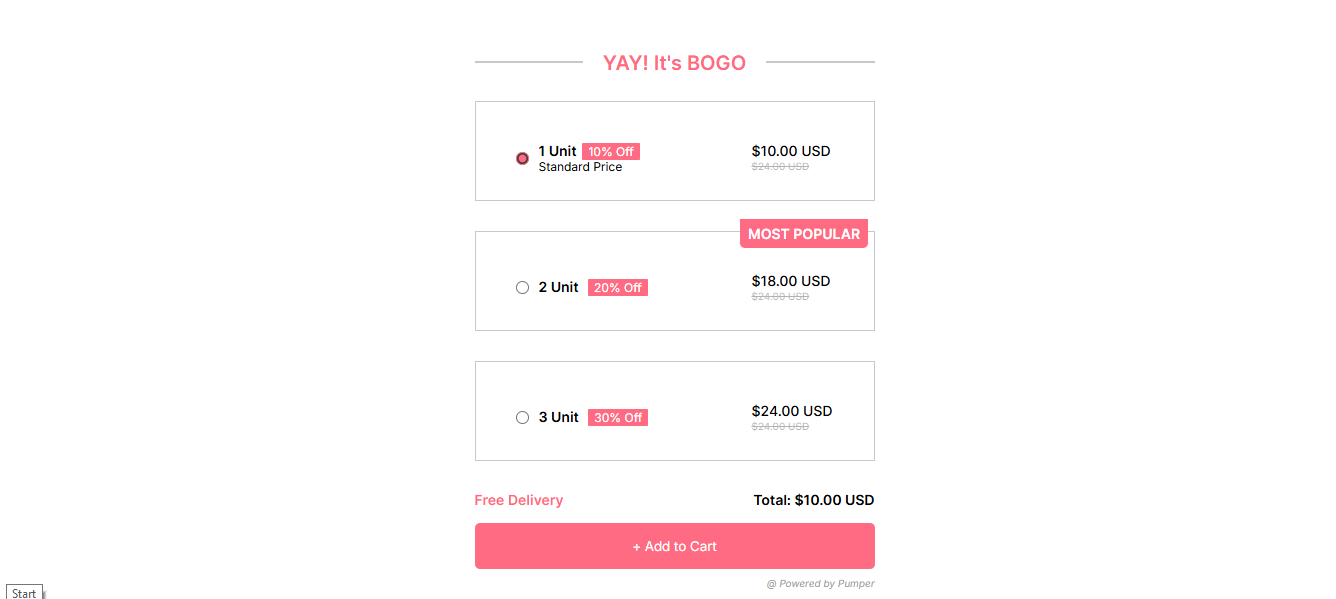 YAY! It's BOGO
1 Unit 10% Off $10.00 USD
Standard Price $24.00 USD
MOST POPULAR
2 Unit 20% Off $18.00 USD
$24.00 USD
3 Unit 30% Off $24.00 USD
$24.00 USD
Free Delivery Total: $10.00 USD
+ Add to Cart
@ Powered by Pumper
Start